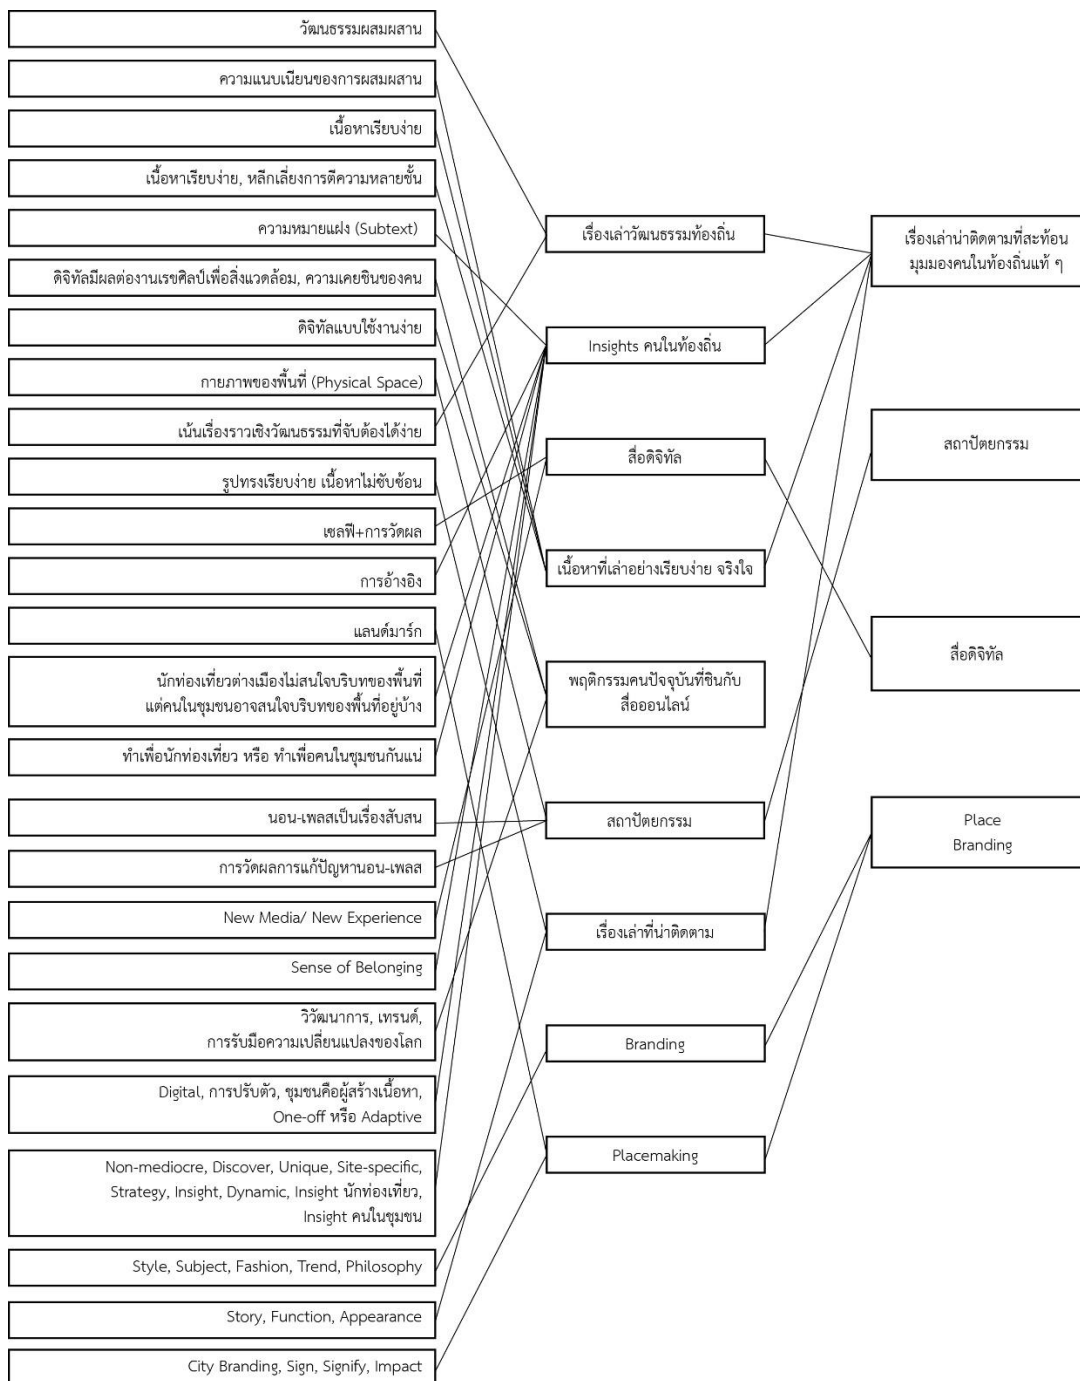 วัฒนธรรมผสมผสาน
ความแนบเนียนของการผสมผสาน
เนื้อหาเรียบง่าย
เนื้อหาเรียบง่าย, หลีกเลี่ยงการตีความหลายชั้น
ความหมายแฝง (Subtext)
ดิจิทัลมีผลต่องานเรขศิลป์เพื่อสิ่งแวดล้อม, ความเคยชินของคน
ดิจิทัลแบบใช้งานง่าย
กายภาพของพื้นที่ (Physical Space)
เน้นเรื่องราวเชิงวัฒนธรรมที่จับต้องได้ง่าย
รูปทรงเรียบง่าย เนื้อหาไม่ซับซ้อน
เซลฟี+การวัดผล
การอ้างอิง
แลนด์มาร์ก
นักท่องเที่ยวต่างเมืองไม่สนใจบริบทของพื้นที่
แต่คนในชุมชนอาจสนใจบริบทของพื้นที่อยู่บ้าง
ทำเพื่อนักท่องเที่ยว หรือ ทำเพื่อคนในชุมชนกันแน่
นอน-เพลสเป็นเรื่องสับสน
การวัดผลการแก้ปัญหานอน-เพลส
New Media/ New Experience
Sense of Belonging
วิวัฒนาการ, เทรนด์,
การรับมือความเปลี่ยนแปลงของโลก
Digital, การปรับตัว, ชุมชนคือผู้สร้างเนื้อหา,
One-off หรือ Adaptive
Non-mediocre, Discover, Unique, Site-specific,
Strategy, Insight, Dynamic, Insight นักท่องเที่ยว,
Insight คนในชุมชน
Style, Subject, Fashion, Trend, Philosophy
Story, Function, Appearance
City Branding, Sign, Signify, Impact
เรื่องเล่าวัฒนธรรมท้องถิ่น
Insights คนในท้องถิ่น
สื่อดิจิทัล
เนื้อหาที่เล่าอย่างเรียบง่าย จริงใจ
พฤติกรรมคนปัจจุบันที่ชินกับ
สื่อออนไลน์
สถาปัตยกรรม
เรื่องเล่าที่น่าติดตาม
Branding
Placemaking
เรื่องเล่าน่าติดตามที่สะท้อน
มุมมองคนในท้องถิ่นแท้ ๆ
สถาปัตยกรรม
สื่อดิจิทัล
Place
Branding